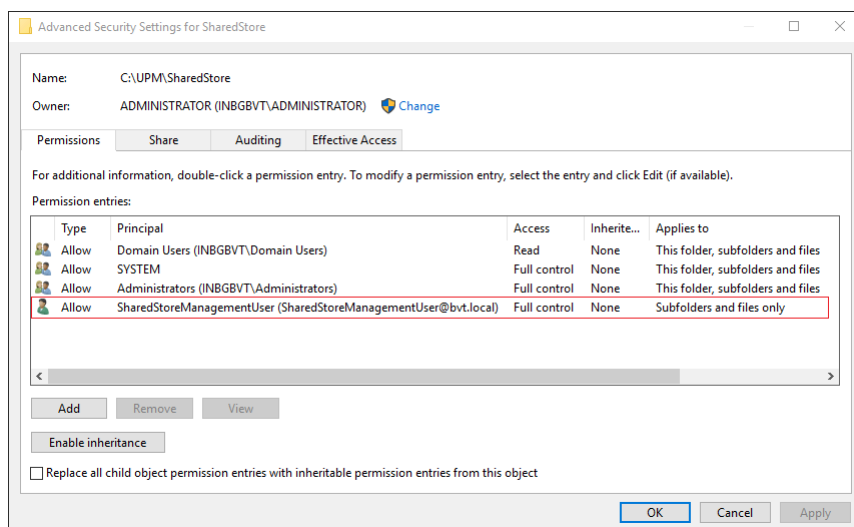 Advanced Security Settings for SharedStore
Name: C:\UPM\SharedStore
Owner: ADMINISTRATOR (INBGBVT\ADMINISTRATOR) Change
Permissions Share Auditing Effective Access
For additional information, double-click a permission entry. To modify a permission entry, select the entry and click Edit (if available).
Permission entries:
Type Principal Access Inherite... Applies to
Allow Domain Users (INBGBVT\Domain Users) Read None This folder, subfolders and files
Allow SYSTEM Full control None This folder, subfolders and files
Allow Administrators (INBGBVT\Administrators) Full control None This folder, subfolders and files
Allow SharedStoreManagementUser (SharedStoreManagementUser@bvt.local) Full control None Subfolders and files only
Add Remove View
Enable inheritance
Replace all child object permission entries with inheritable permission entries from this object
OK Cancel Apply